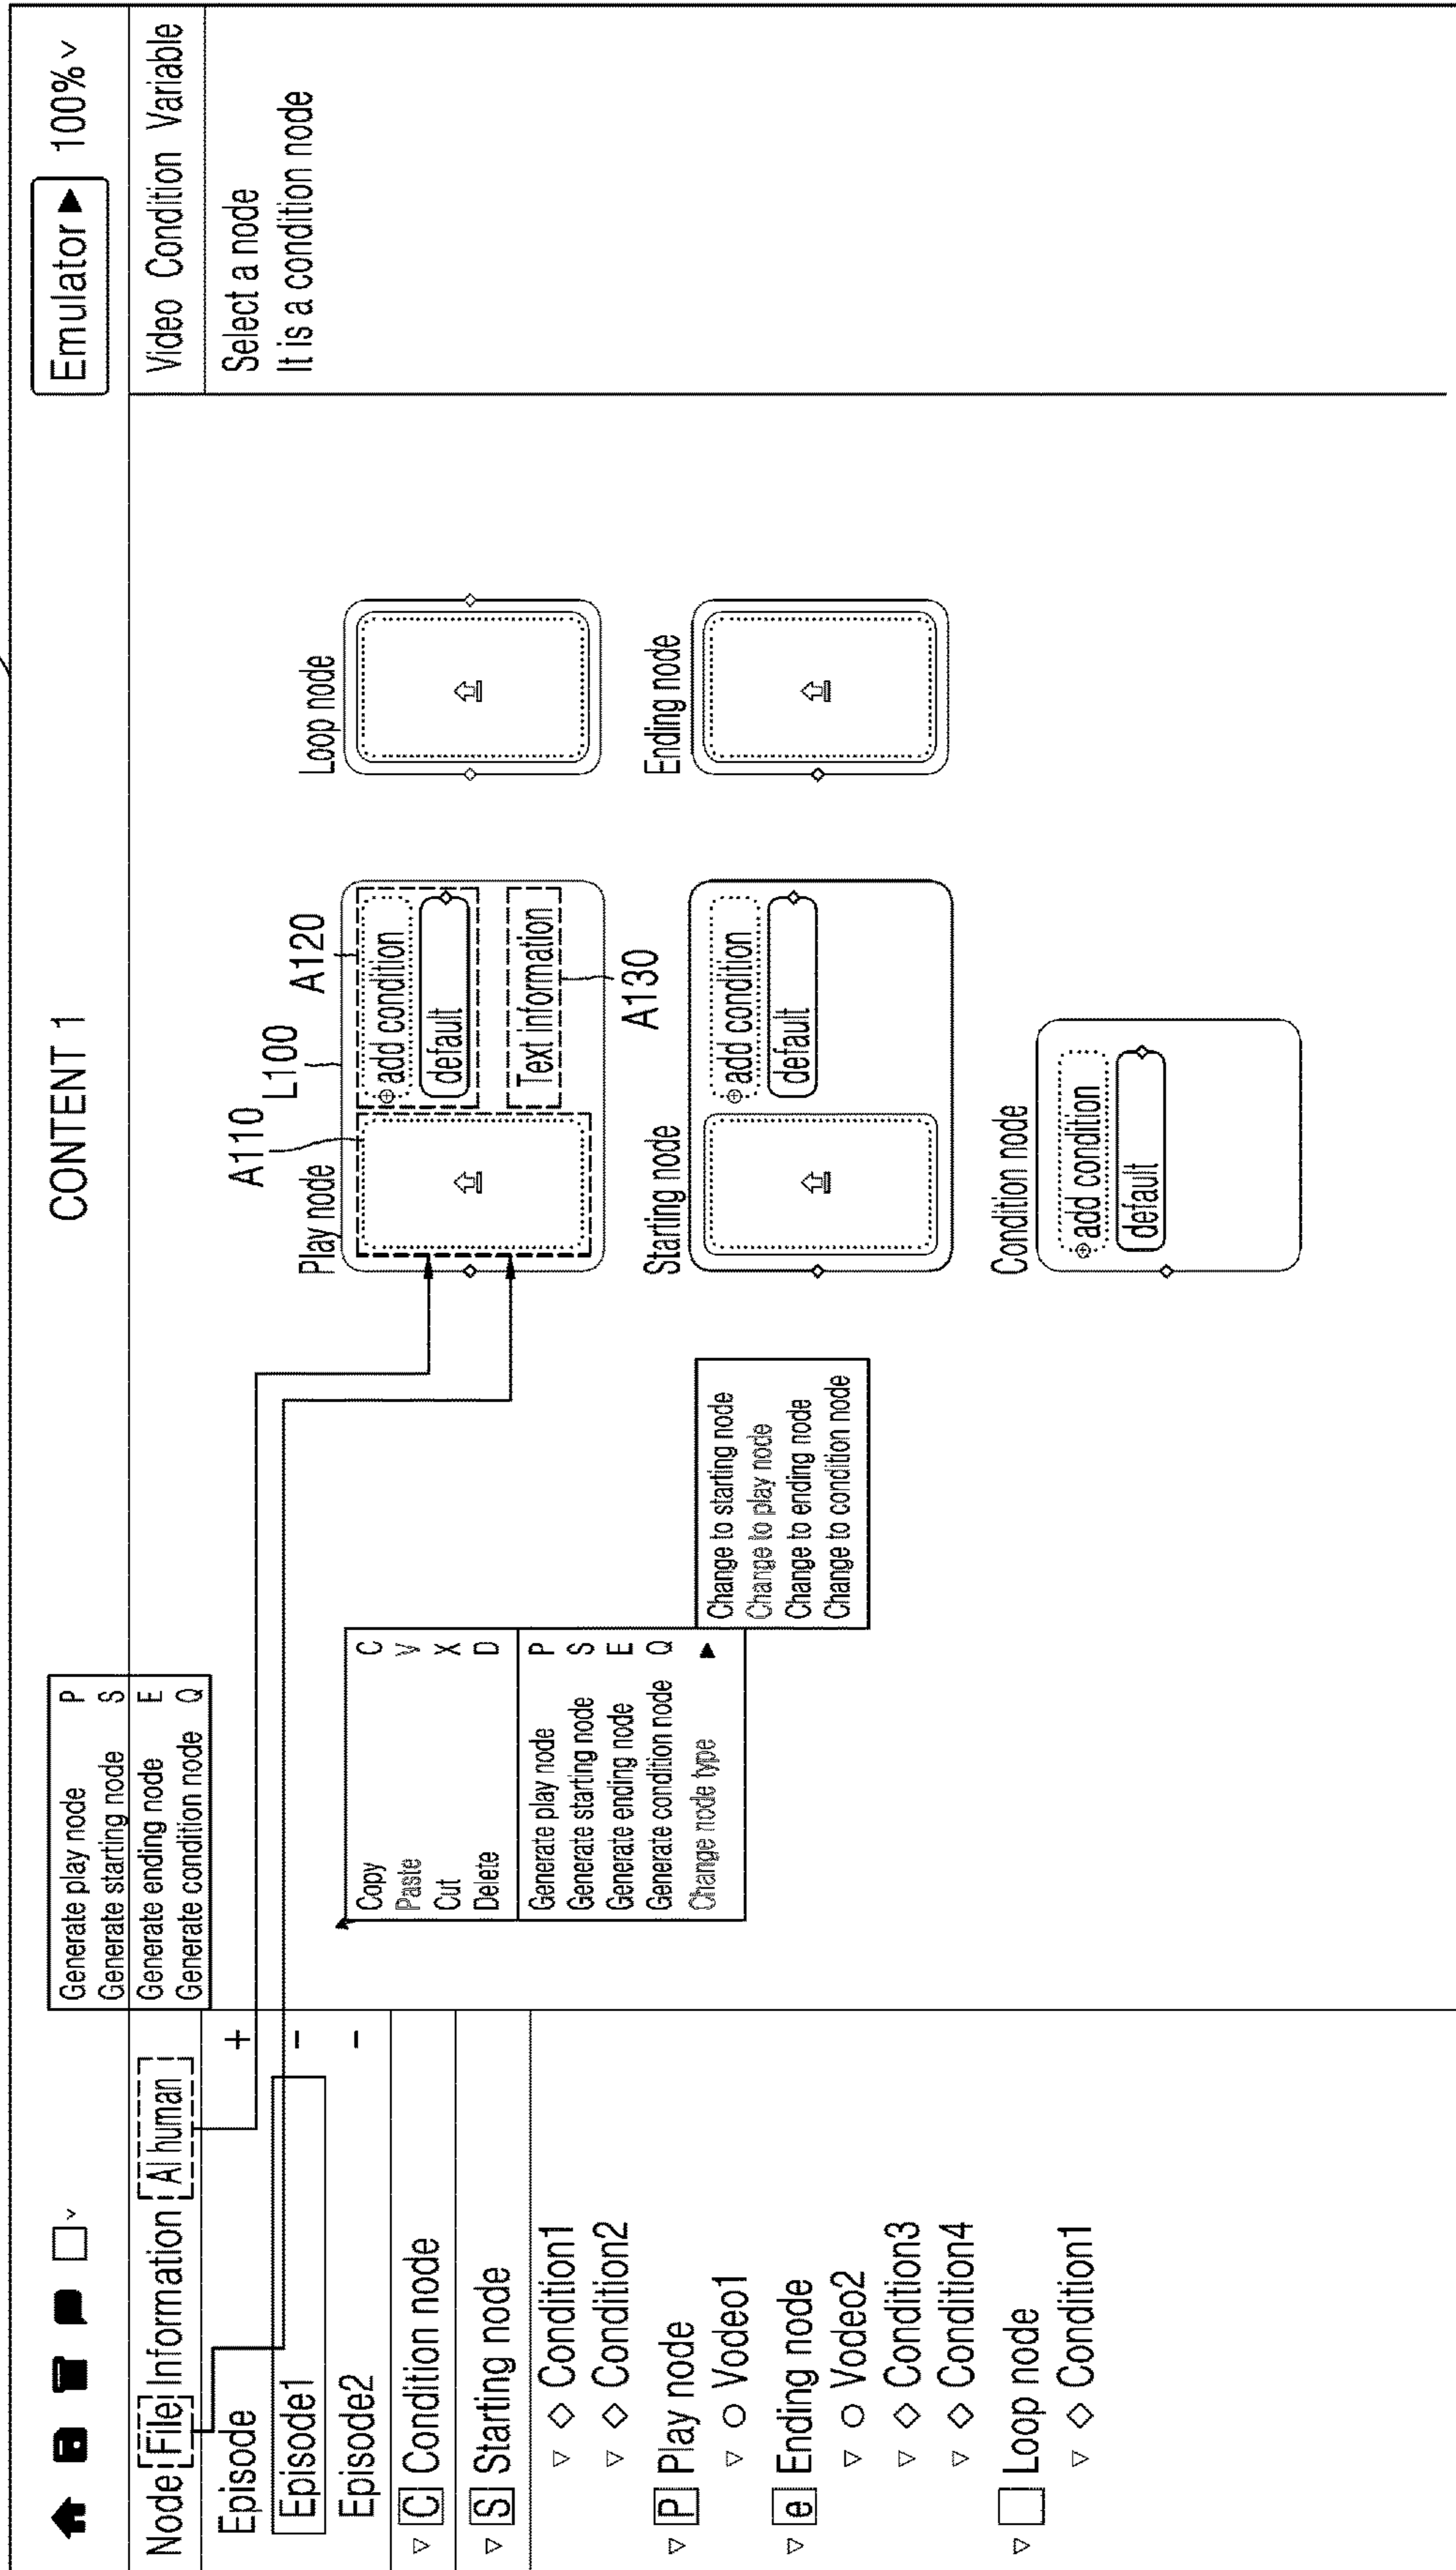 CONTENT 1
Emulator ▶ 100% ∨
Node File Information AI human
Video Condition Variable
Generate play node P
Generate starting node S
Generate ending node E
Generate condition node Q
Episode +
Episode1 -
Episode2 -
C Condition node
S Starting node
Condition1
Condition2
P Play node
Vodeo1
e Ending node
Vodeo2
Condition3
Condition4
Loop node
Condition1
Copy C
Paste V
Cut X
Delete D
Generate play node P
Generate starting node S
Generate ending node E
Generate condition node Q
Change node type ▶
Change to starting node
Change to play node
Change to ending node
Change to condition node
A110
L100
A120
Play node
add condition
default
Text information
A130
Loop node
Starting node
add condition
default
Ending node
Condition node
add condition
default
Select a node
It is a condition node